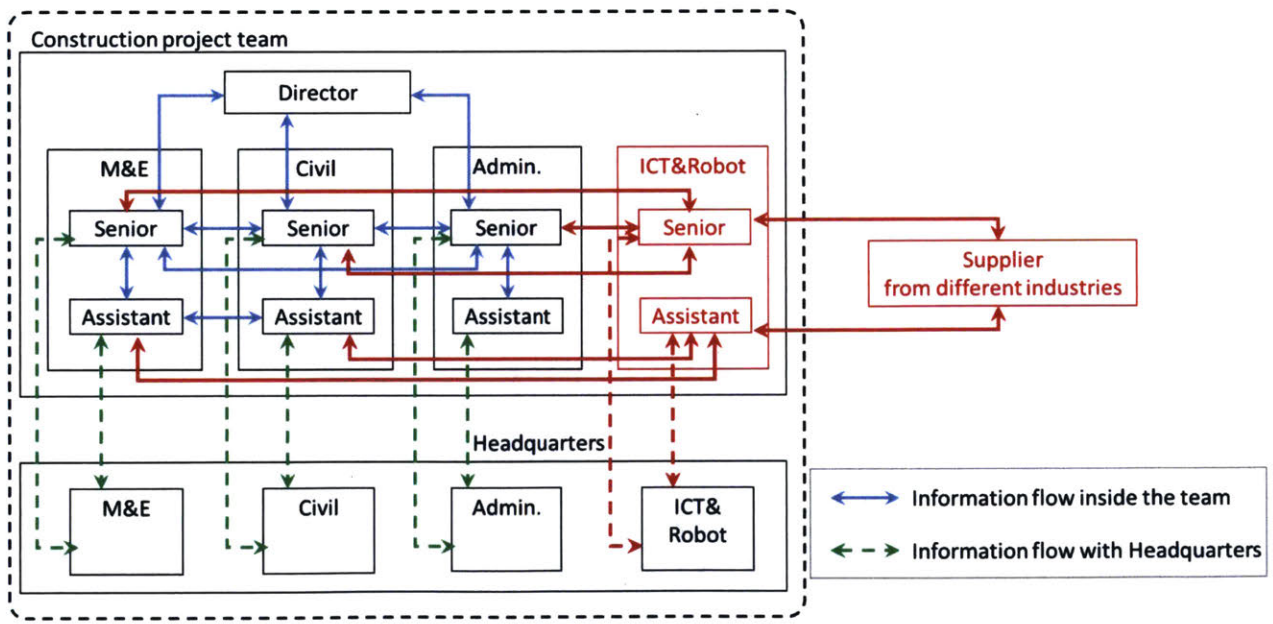 Construction project team
Director
M&E
Civil
Admin.
ICT&Robot
Senior
Senior
Senior
Senior
Supplier
from different industries
Assistant
Assistant
Assistant
Assistant
Headquarters
M&E
Civil
Admin.
ICT&
Robot
Information flow inside the team
Information flow with Headquarters